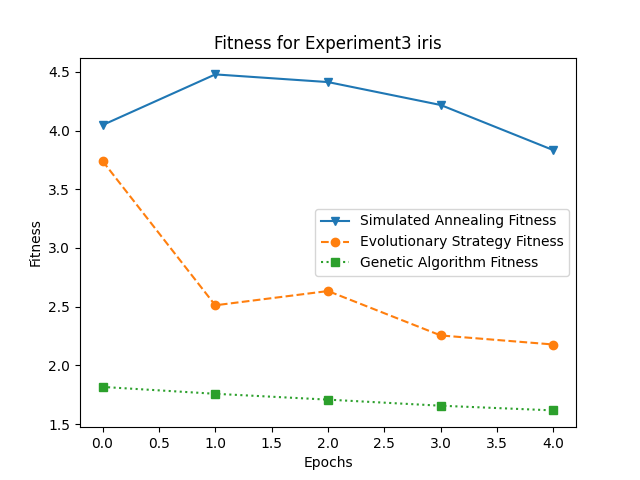 Fitness for Experiment3 iris
4.5
4.0
3.5
3.0
2.5
2.0
1.5
Fitness
Simulated Annealing Fitness
Evolutionary Strategy Fitness
Genetic Algorithm Fitness
0.0 0.5 1.0 1.5 2.0 2.5 3.0 3.5 4.0
Epochs